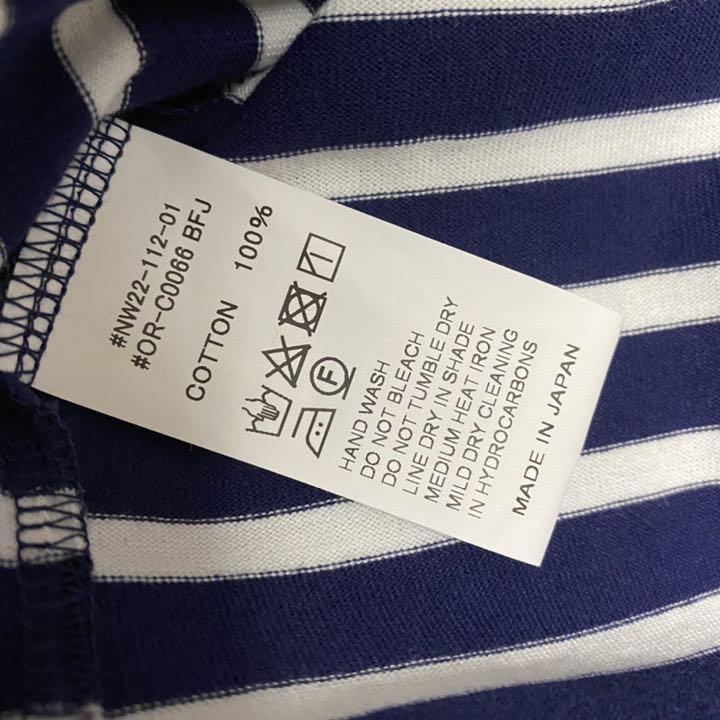 #NW22-112-01
#OR-C0066 BFJ
COTTON 100%
F
HAND WASH
DO NOT BLEACH
DO NOT TUMBLE DRY
LINE DRY IN SHADE
MEDIUM HEAT IRON
MILD DRY CLEANING
IN HYDROCARBONS
MADE IN JAPAN